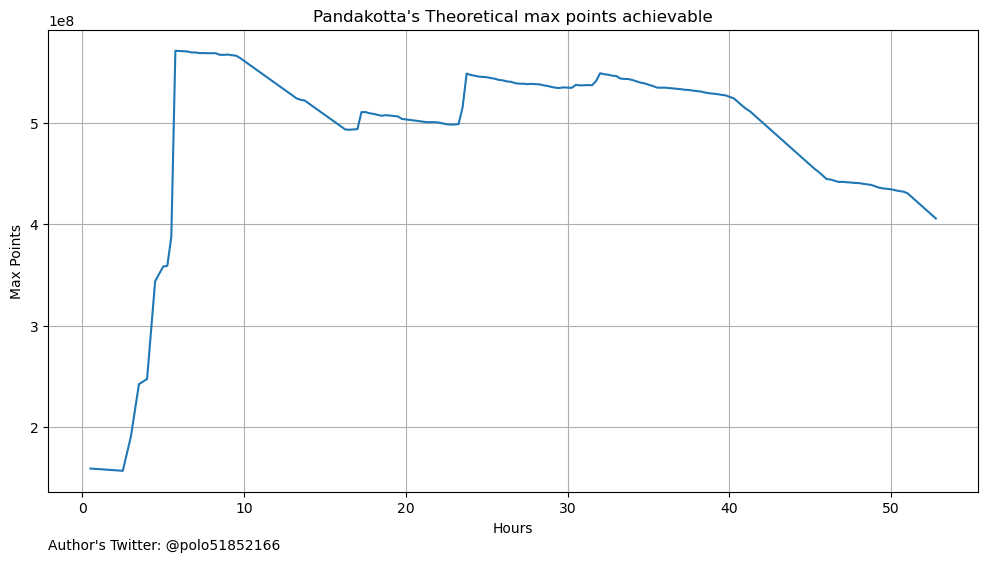 Pandakotta's Theoretical max points achievable
1e8
5
4
3
2
Max Points
0 10 20 30 40 50
Hours
Author's Twitter: @polo51852166